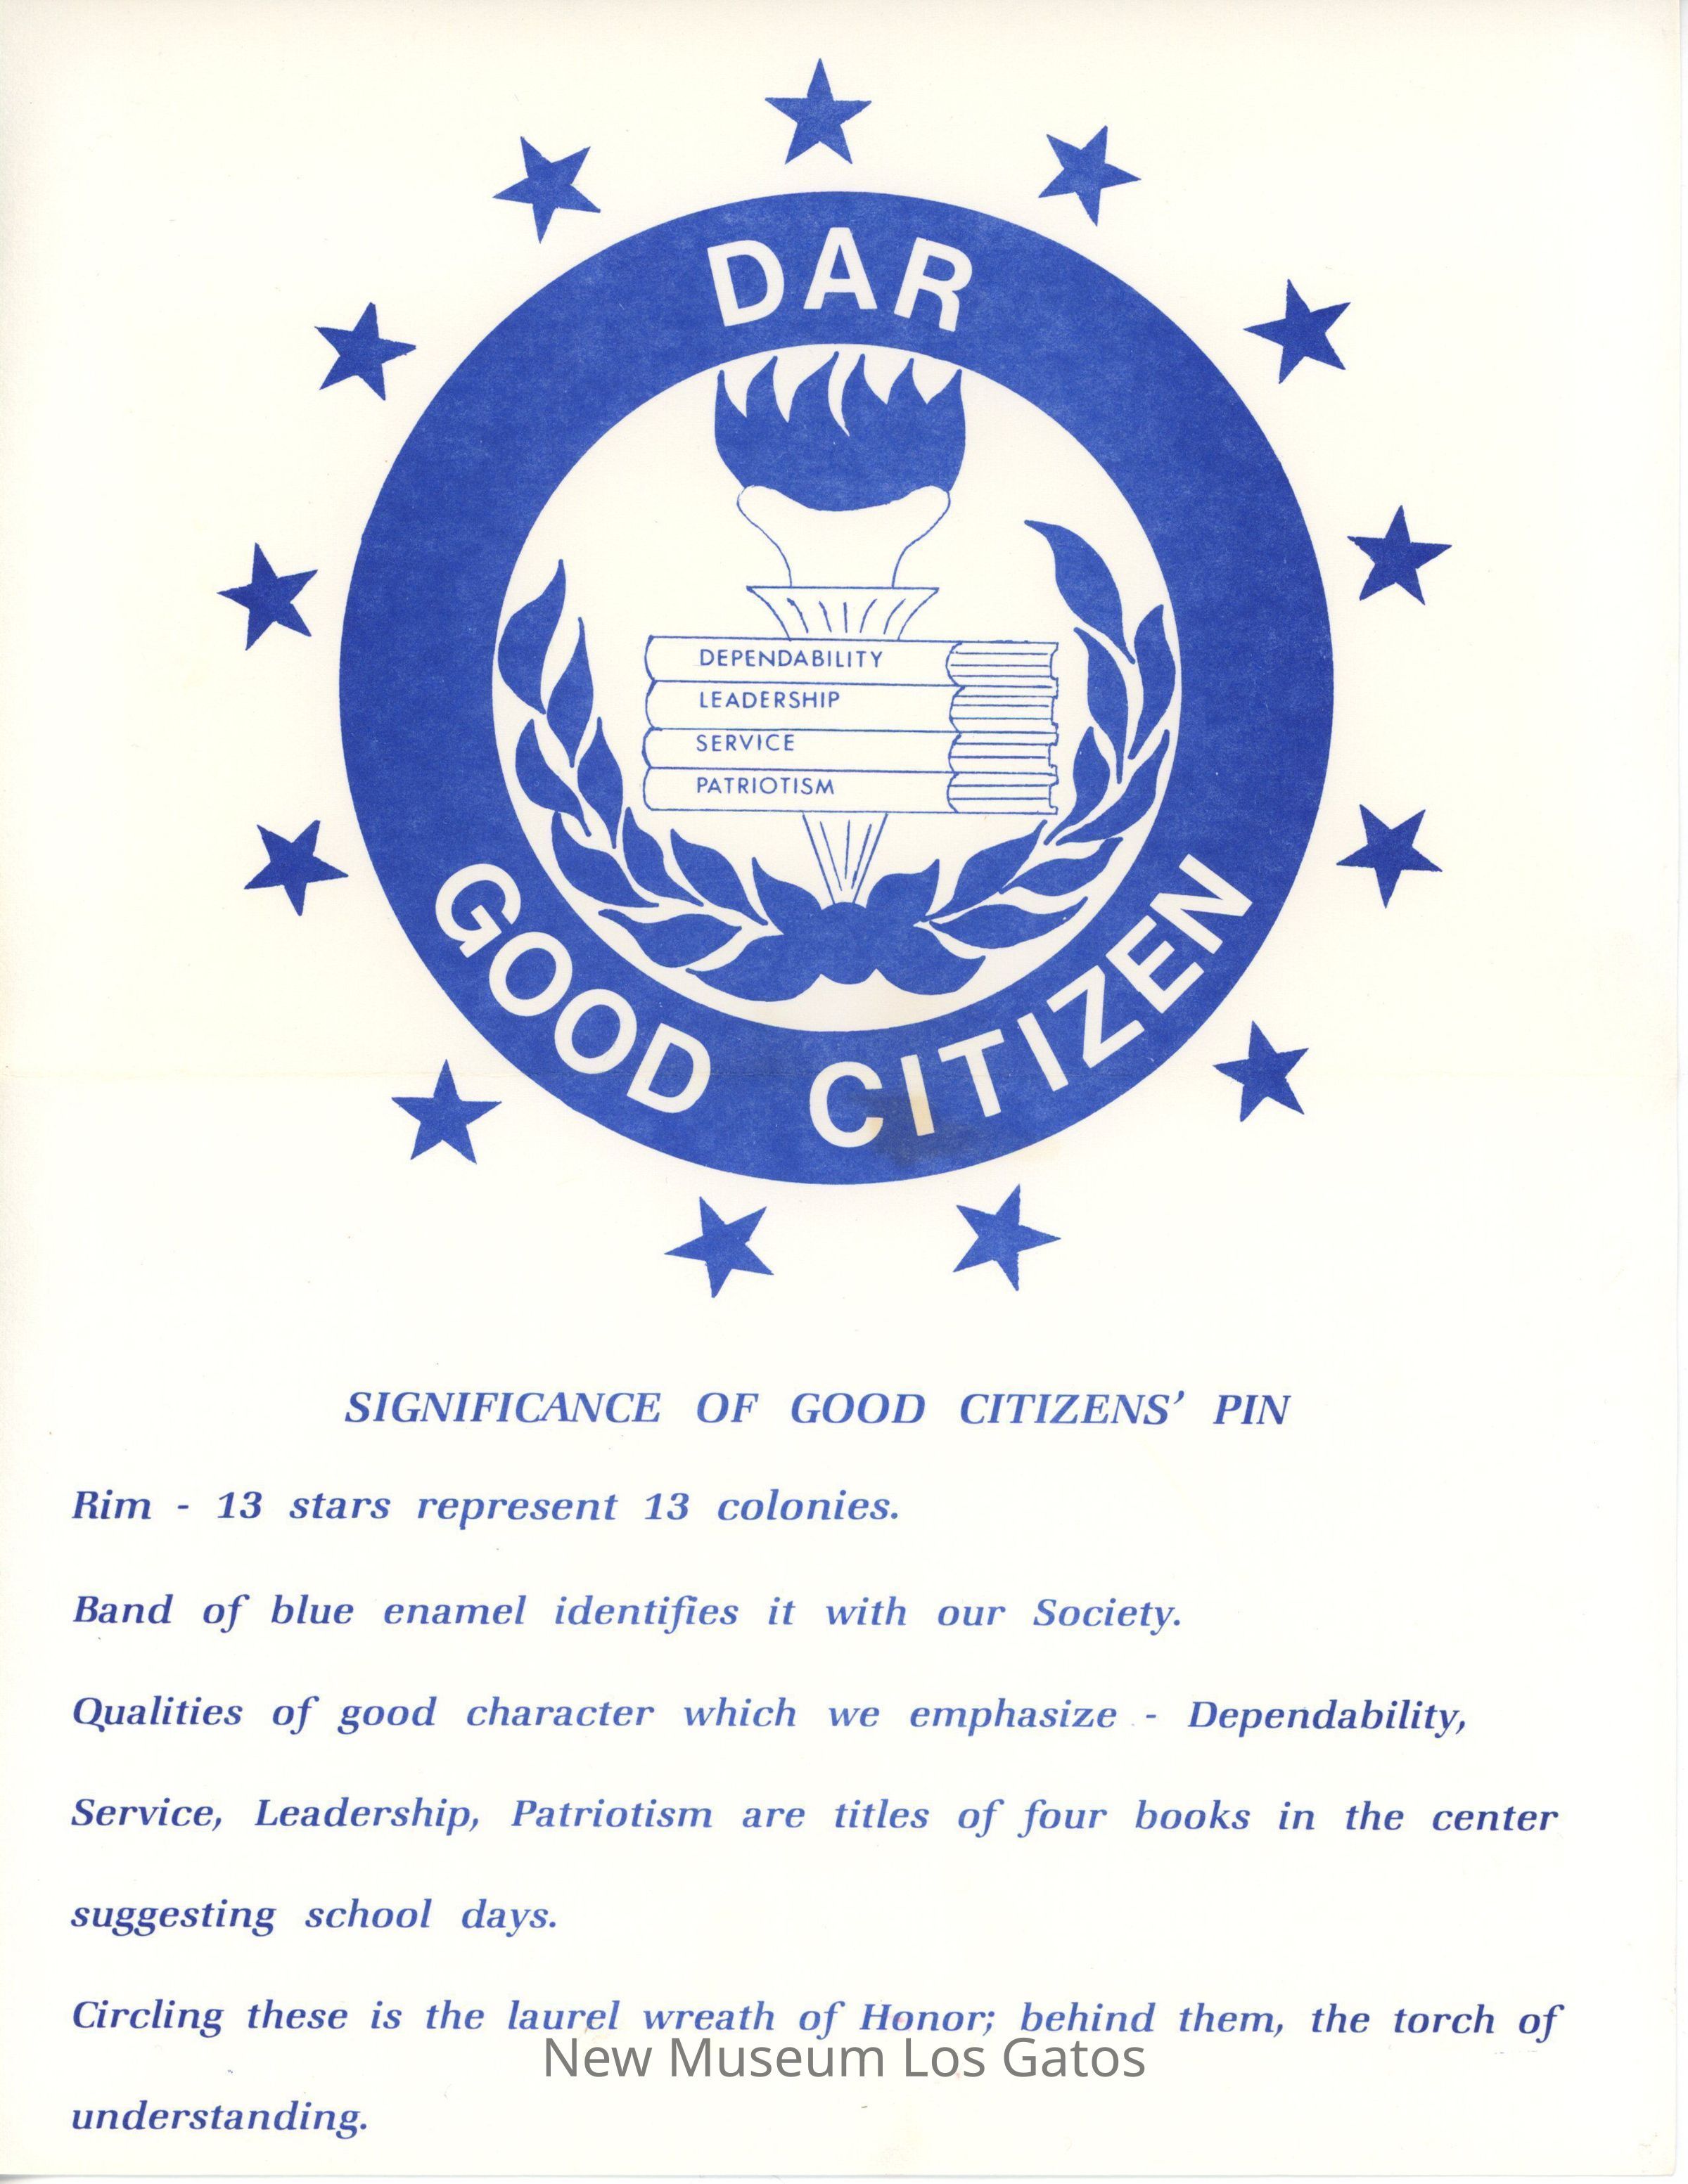 DAR
DEPENDABILITY
LEADERSHIP
SERVICE
PATRIOTISM
GOOD CITIZEN
SIGNIFICANCE OF GOOD CITIZENS' PIN
Rim - 13 stars represent 13 colonies.
Band of blue enamel identifies it with our Society.
Qualities of good character which we emphasize - Dependability,
Service, Leadership, Patriotism are titles of four books in the center
suggesting school days.
Circling these is the laurel wreath of Honor; behind them, the torch of
New Museum Los Gatos
understanding.